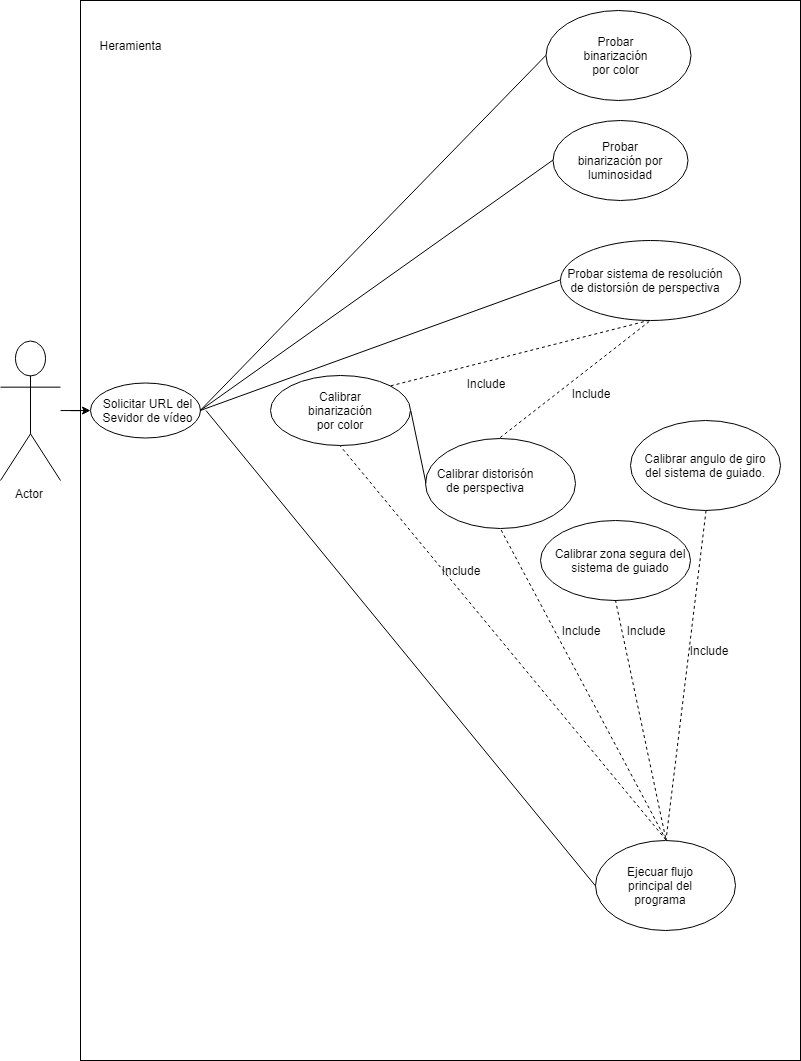 Heramienta
Probar
binarización
por color
Probar
binarización por
luminosidad
Probar sistema de resolución
de distorsión de perspectiva
Include
Include
Solicitar URL del
Sevidor de vídeo
Calibrar
binarización
por color
Calibrar distorisón
de perspectiva
Calibrar angulo de giro
del sistema de guiado.
Actor
Calibrar zona segura del
sistema de guiado
Include
Include
Include
Include
Ejecuar flujo
principal del
programa